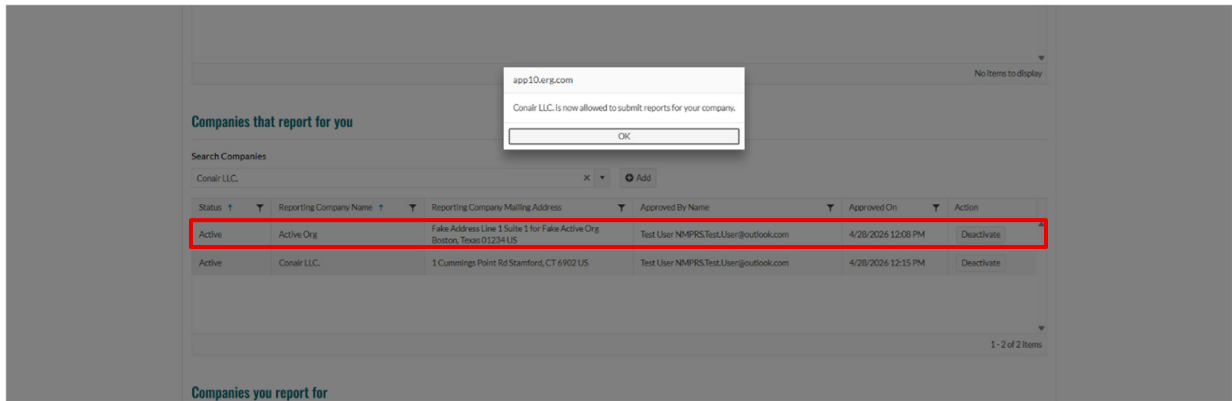 No items to display
app10.erg.com
Conair LLC. is now allowed to submit reports for your company.
OK
Companies that report for you
Search Companies
Conair LLC.
Add
Status Reporting Company Name Reporting Company Mailing Address Approved By Name Approved On Action
Active Active Org Fake Address Line 1 Suite 1 for Fake Active Org
Boston, Texas 01234 US Test User NMPRS.Test.User@outlook.com 4/28/2026 12:08 PM Deactivate
Active Conair LLC. 1 Cummings Point Rd Stamford, CT 6902 US Test User NMPRS.Test.User@outlook.com 4/28/2026 12:15 PM Deactivate
1 - 2 of 2 items
Companies you report for